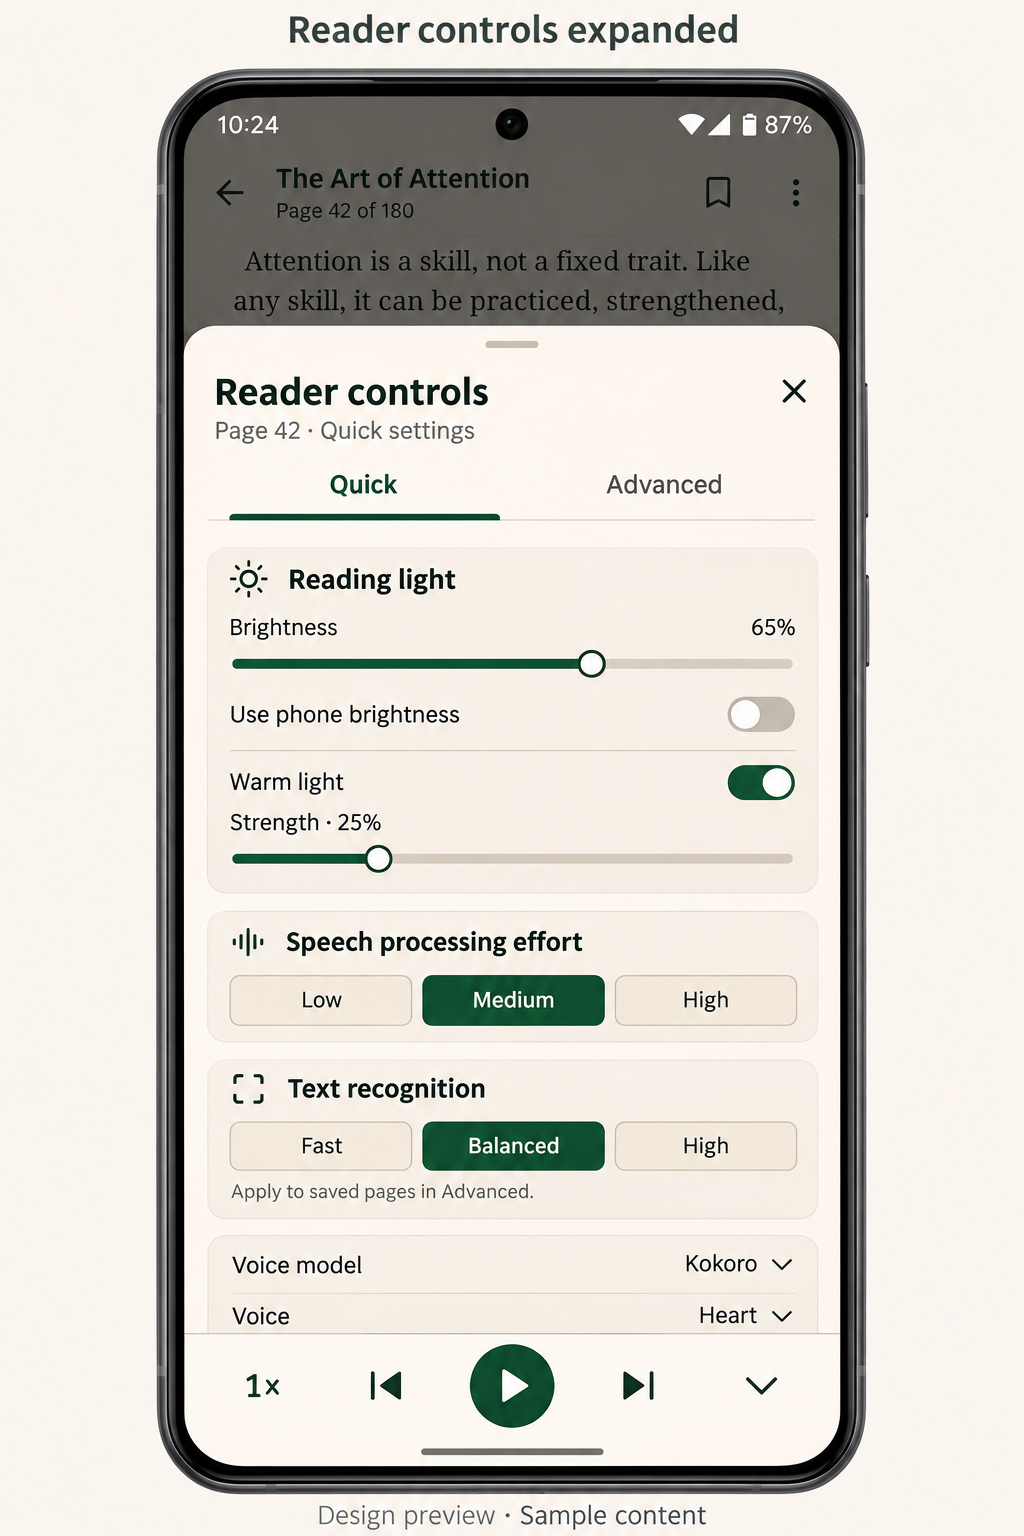 Reader controls expanded
10:24
87%
The Art of Attention
Page 42 of 180
Attention is a skill, not a fixed trait. Like
any skill, it can be practiced, strengthened,
Reader controls
Page 42 · Quick settings
Quick
Advanced
Reading light
Brightness
65%
Use phone brightness
Warm light
Strength · 25%
Speech processing effort
Low
Medium
High
Text recognition
Fast
Balanced
High
Apply to saved pages in Advanced.
Voice model
Kokoro
Voice
Heart
1×
Design preview · Sample content